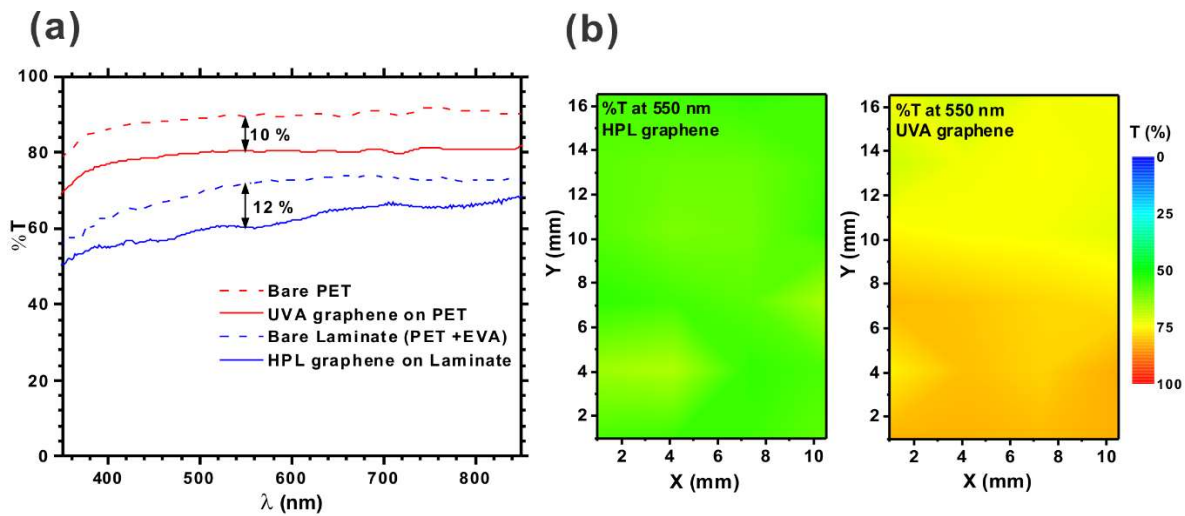 (a)
100
80
60
40
20
0
%T
400
500
600
700
800
λ (nm)
10 %
12 %
Bare PET
UVA graphene on PET
Bare Laminate (PET +EVA)
HPL graphene on Laminate
(b)
%T at 550 nm
HPL graphene
16
14
12
10
8
6
4
2
Y (mm)
2
4
6
8
10
X (mm)
%T at 550 nm
UVA graphene
16
14
12
10
8
6
4
2
Y (mm)
2
4
6
8
10
X (mm)
T (%)
0
25
50
75
100